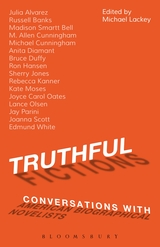 Julia Alvarez
Russell Banks
Madison Smartt Bell
M. Allen Cunningham
Michael Cunningham
Anita Diamant
Bruce Duffy
Ron Hansen
Sherry Jones
Rebecca Kanner
Kate Moses
Joyce Carol Oates
Lance Olsen
Jay Parini
Joanna Scott
Edmund White
Edited by
Michael Lackey
TRUTHFUL
FICTIONS
CONVERSATIONS WITH
AMERICAN BIOGRAPHICAL
NOVELISTS
BLOOMSBURY